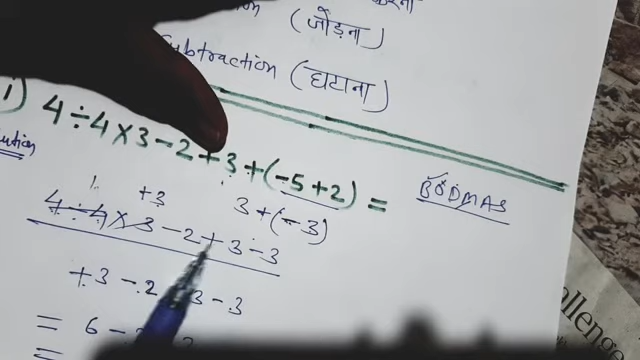 (जोड़ना)
Subtraction (घटाना)
1) 4 ÷ 4 × 3 - 2 + 3 + (-5 + 2) =
BODMAS
1 +3 3 + (-3)
4 ÷ 4 × 3 - 2 + 3 - 3
+3 - 2 3 - 3
= 6 -
=